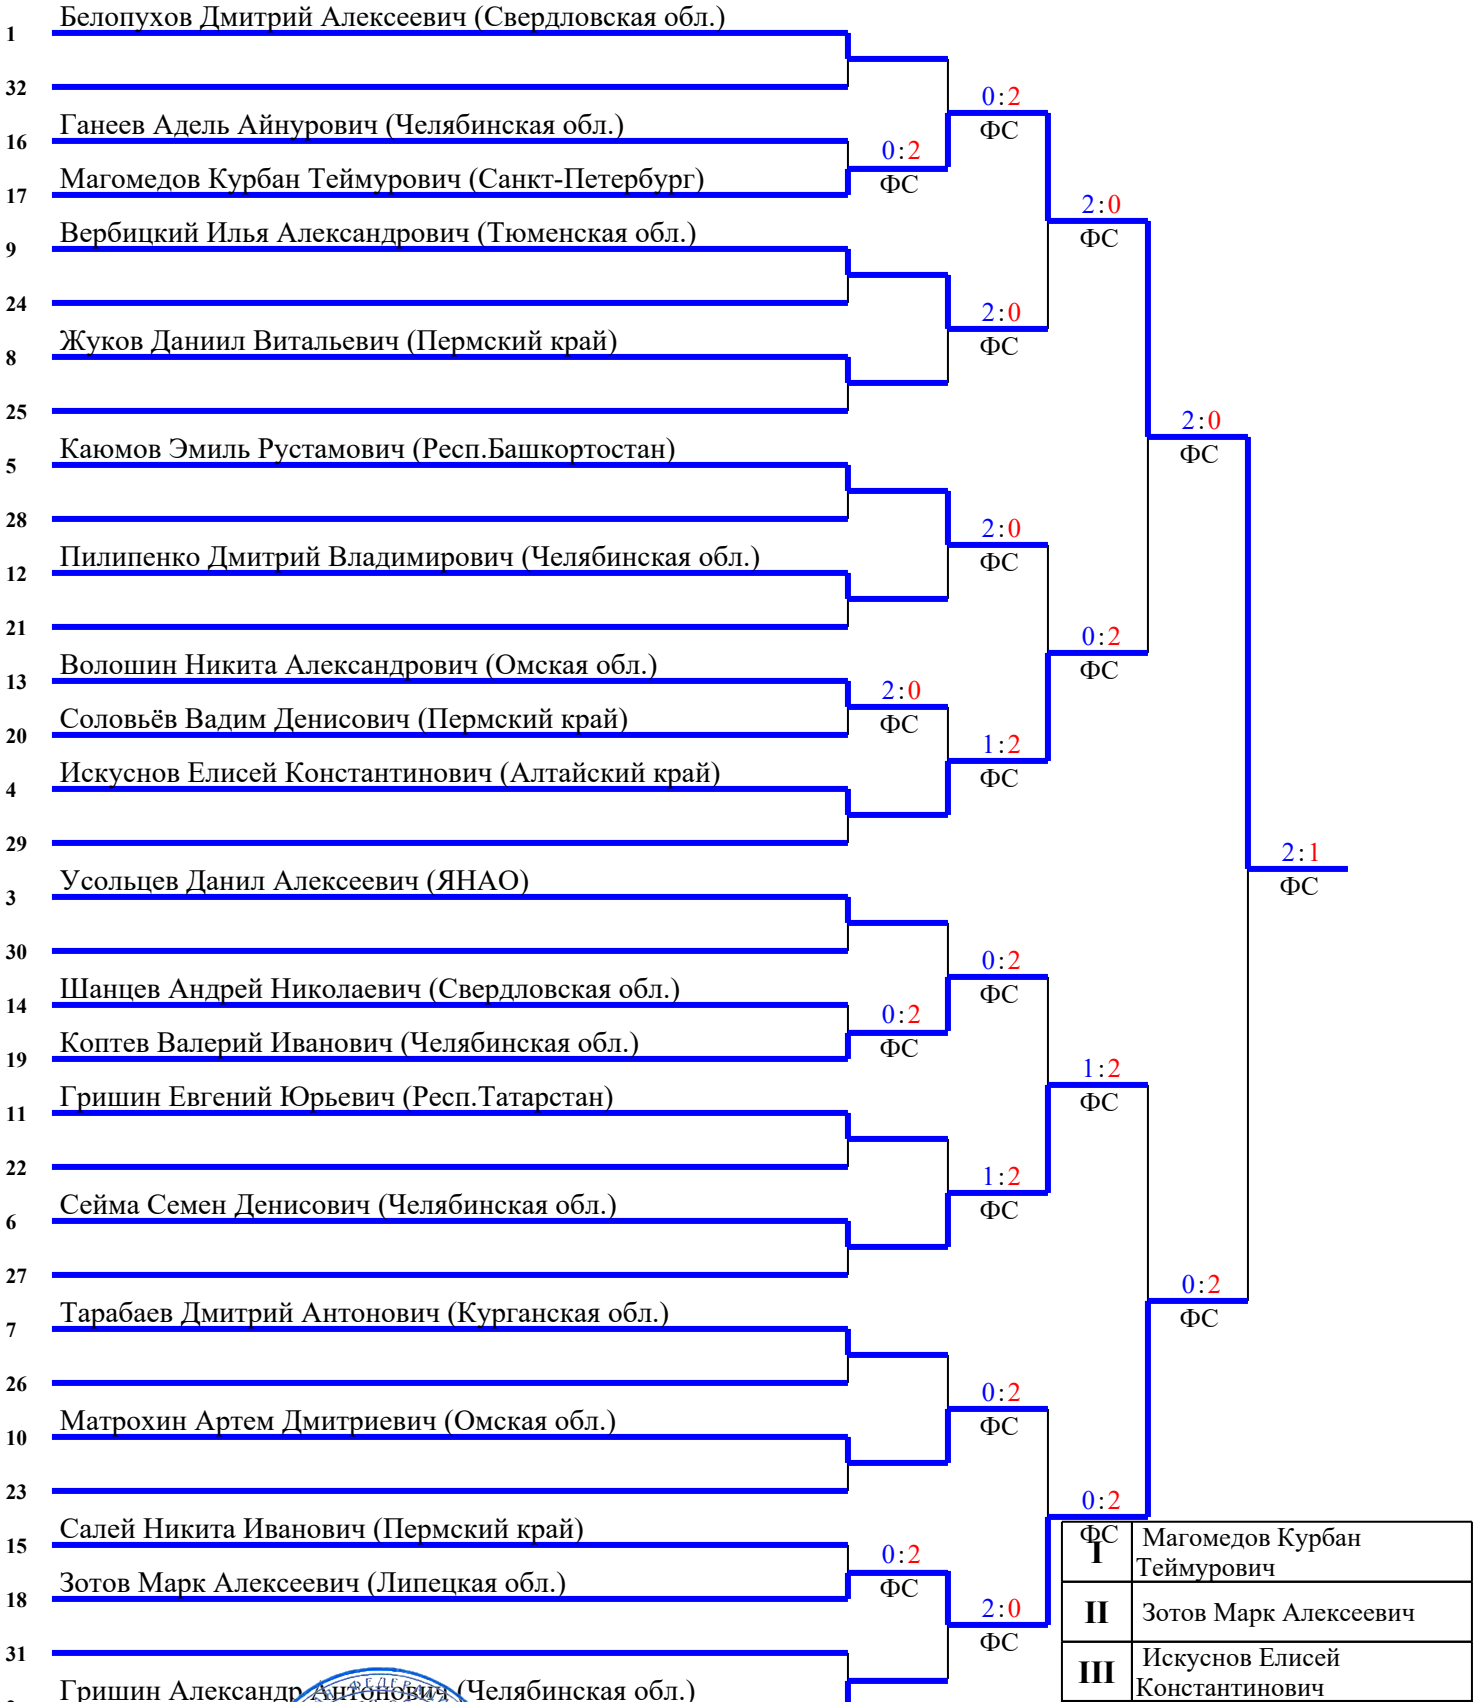 Белопухов Дмитрий Алексеевич (Свердловская обл.)
1
32
0:2
ФС
Ганеев Адель Айнурович (Челябинская обл.)
16
0:2
ФС
Магомедов Курбан Теймурович (Санкт-Петербург)
17
2:0
ФС
Вербицкий Илья Александрович (Тюменская обл.)
9
24
2:0
ФС
Жуков Даниил Витальевич (Пермский край)
8
25
2:0
ФС
Каюмов Эмиль Рустамович (Респ.Башкортостан)
5
28
2:0
ФС
Пилипенко Дмитрий Владимирович (Челябинская обл.)
12
21
0:2
ФС
Волошин Никита Александрович (Омская обл.)
13
2:0
ФС
Соловьёв Вадим Денисович (Пермский край)
20
1:2
ФС
Искуснов Елисей Константинович (Алтайский край)
4
29
2:1
ФС
Усольцев Данил Алексеевич (ЯНАО)
3
30
0:2
ФС
Шанцев Андрей Николаевич (Свердловская обл.)
14
0:2
ФС
Коптев Валерий Иванович (Челябинская обл.)
19
1:2
ФС
Гришин Евгений Юрьевич (Респ.Татарстан)
11
22
1:2
ФС
Сейма Семен Денисович (Челябинская обл.)
6
27
0:2
ФС
Тарабаев Дмитрий Антонович (Курганская обл.)
7
26
0:2
ФС
Матрохин Артем Дмитриевич (Омская обл.)
10
23
0:2
ФС
Салей Никита Иванович (Пермский край)
15
0:2
ФС
Зотов Марк Алексеевич (Липецкая обл.)
18
2:0
ФС
31
Гришин Александр Антонович (Челябинская обл.)
I Магомедов Курбан
Теймурович
II Зотов Марк Алексеевич
III Искуснов Елисей
Константинович